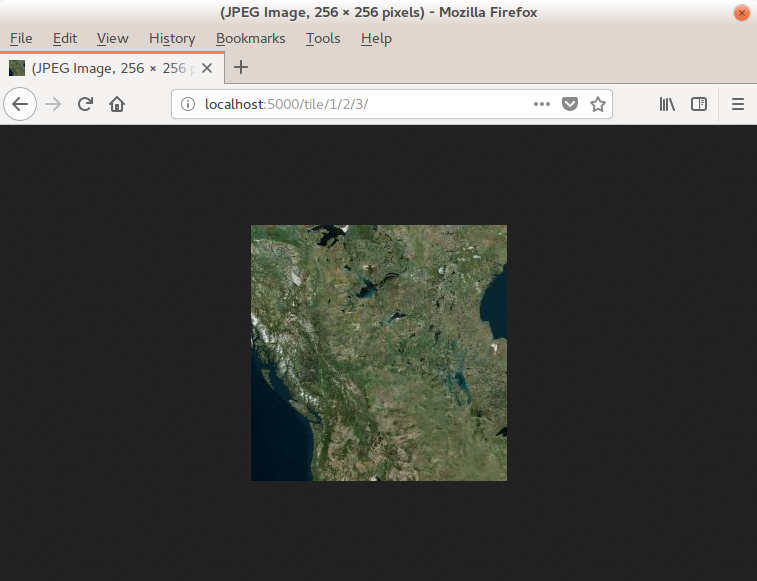 (JPEG Image, 256 × 256 pixels) - Mozilla Firefox
File Edit View History Bookmarks Tools Help
(JPEG Image, 256 × 256 p
localhost:5000/tile/1/2/3/